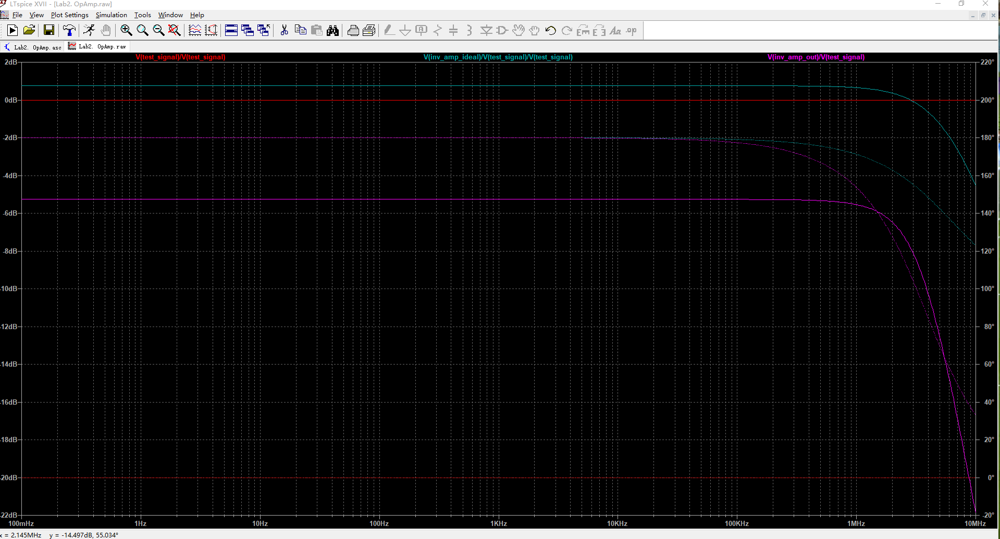 LTspice XVII - [Lab2. OpAmp.raw]
File View Plot Settings Simulation Tools Window Help
Aa .op
Lab2. OpAmp.asc Lab2. OpAmp.raw
V(test_signal)/V(test_signal) V(inv_amp_ideal)/V(test_signal)/V(test_signal) V(inv_amp_out)/V(test_signal)
2dB 220°
0dB 200°
-2dB 180°
-4dB 160°
-6dB 140°
-8dB 120°
-10dB 100°
-12dB 80°
-14dB 60°
-16dB 40°
-18dB 20°
-20dB 0°
-22dB -20°
100mHz 1Hz 10Hz 100Hz 1KHz 10KHz 100KHz 1MHz 10MHz
x = 2.145MHz y = -14.497dB, 55.034°